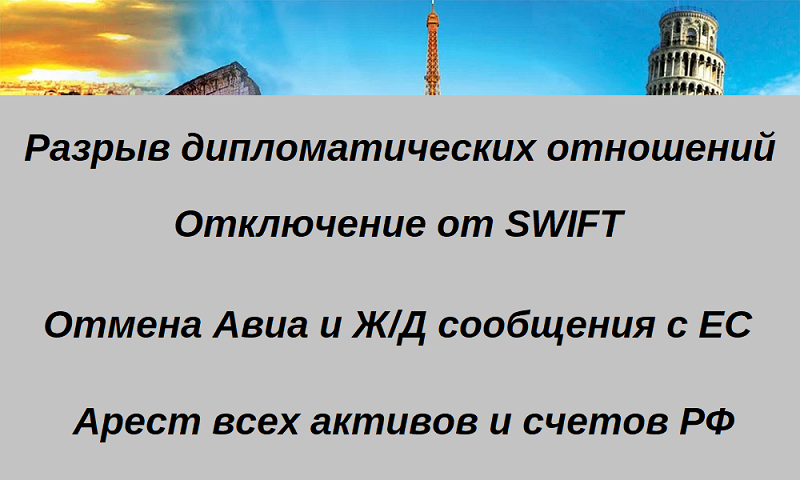 Разрыв дипломатических отношений
Отключение от SWIFT
Отмена Авиа и Ж/Д сообщения с ЕС
Арест всех активов и счетов РФ